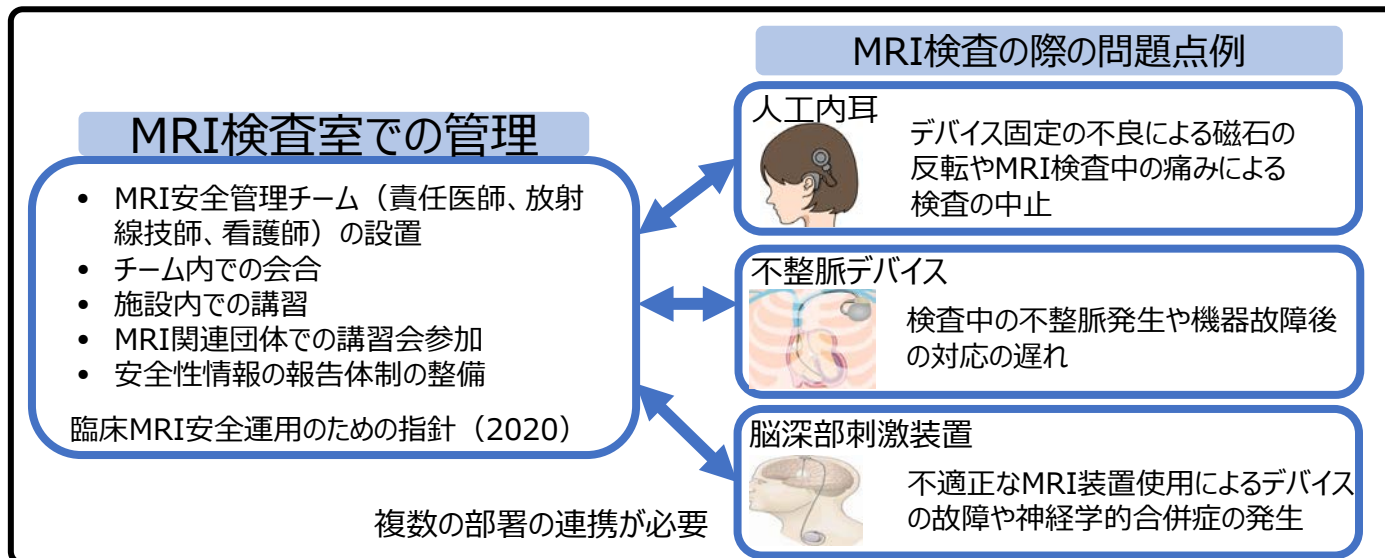 MRI検査の際の問題点例
MRI検査室での管理
• MRI安全管理チーム（責任医師、放射
線技師、看護師）の設置
• チーム内での会合
• 施設内での講習
• MRI関連団体での講習会参加
• 安全性情報の報告体制の整備
臨床MRI安全運用のための指針（2020）
複数の部署の連携が必要
人工内耳
デバイス固定の不良による磁石の
反転やMRI検査中の痛みによる
検査の中止
不整脈デバイス
検査中の不整脈発生や機器故障後
の対応の遅れ
脳深部刺激装置
不適正なMRI装置使用によるデバイス
の故障や神経学的合併症の発生